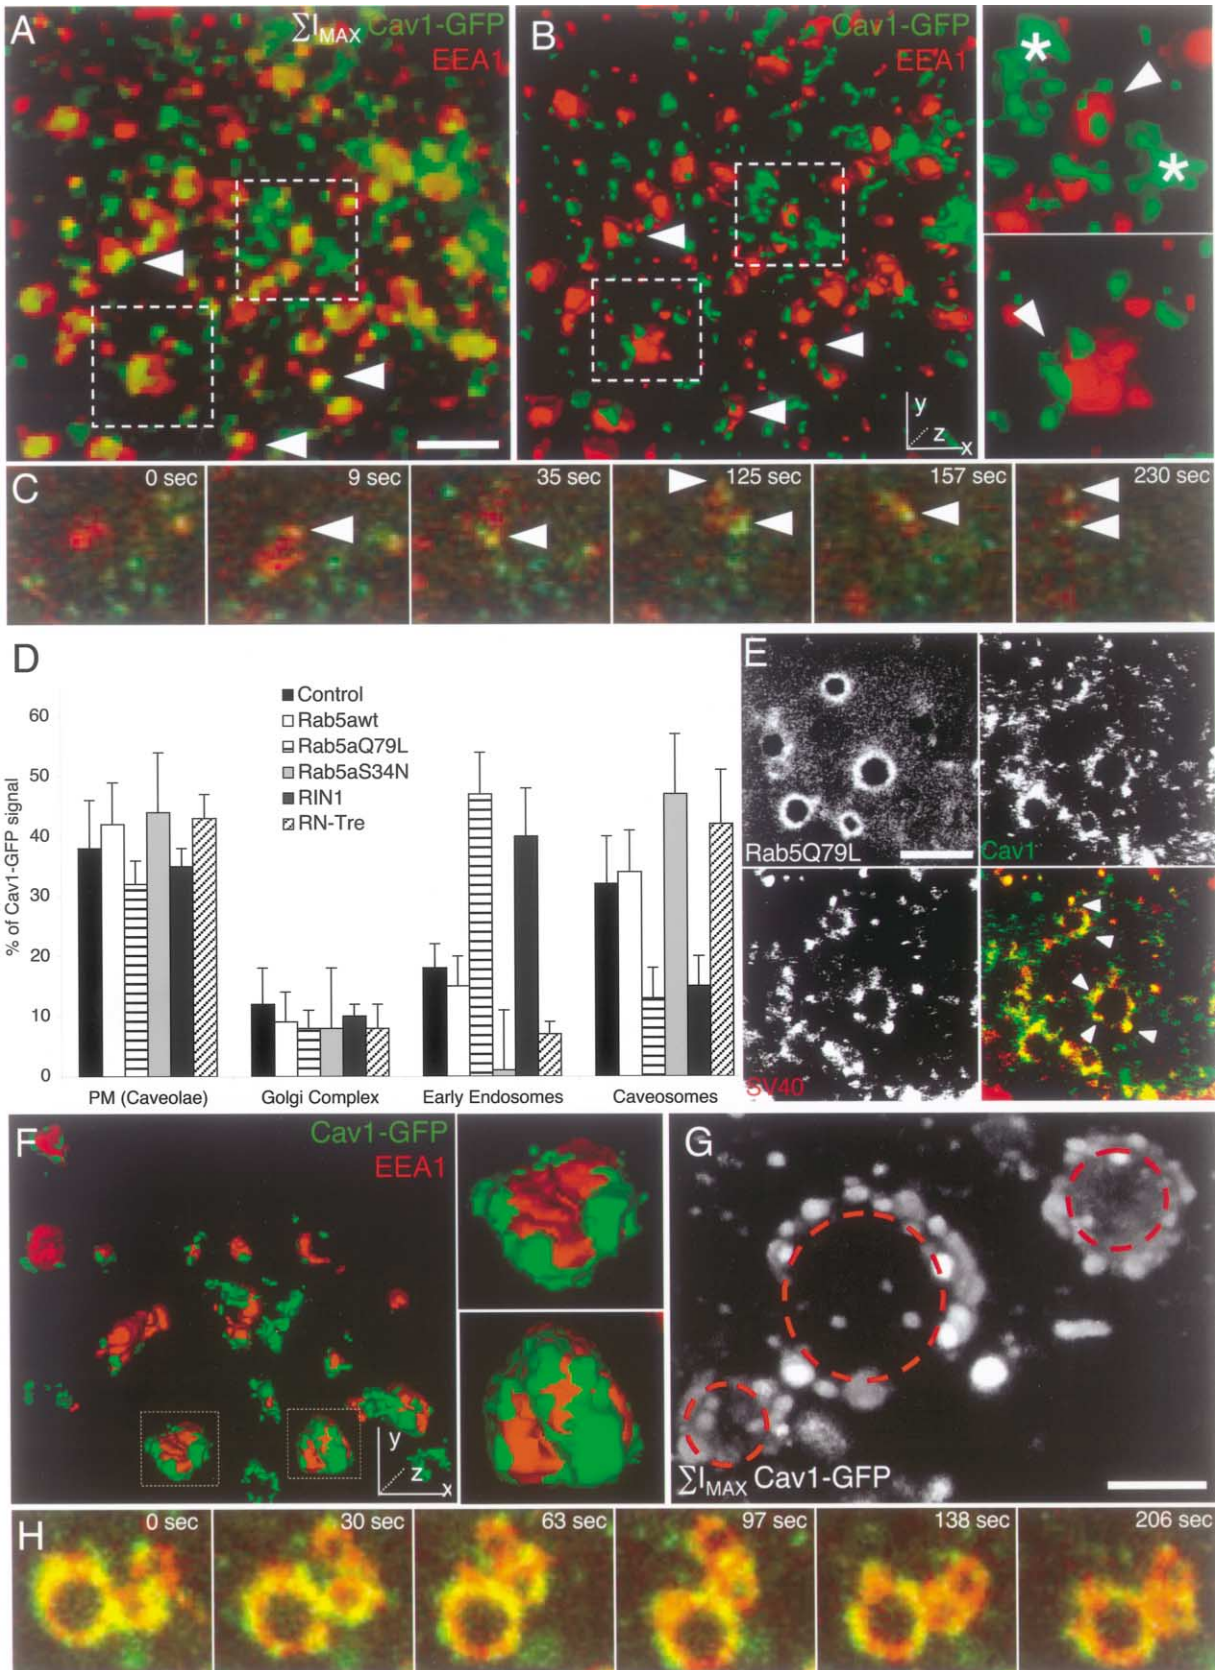 A
∑I_MAX Cav1-GFP
EEA1
B
Cav1-GFP
EEA1
*
*
y
z
x
C
0 sec
9 sec
35 sec
125 sec
157 sec
230 sec
D
Control
Rab5awt
Rab5aQ79L
Rab5aS34N
RIN1
RN-Tre
% of Cav1-GFP signal
60
50
40
30
20
10
0
PM (Caveolae)
Golgi Complex
Early Endosomes
Caveosomes
E
Rab5Q79L
Cav1
SV40
F
Cav1-GFP
EEA1
y
z
x
G
∑I_MAX Cav1-GFP
H
0 sec
30 sec
63 sec
97 sec
138 sec
206 sec